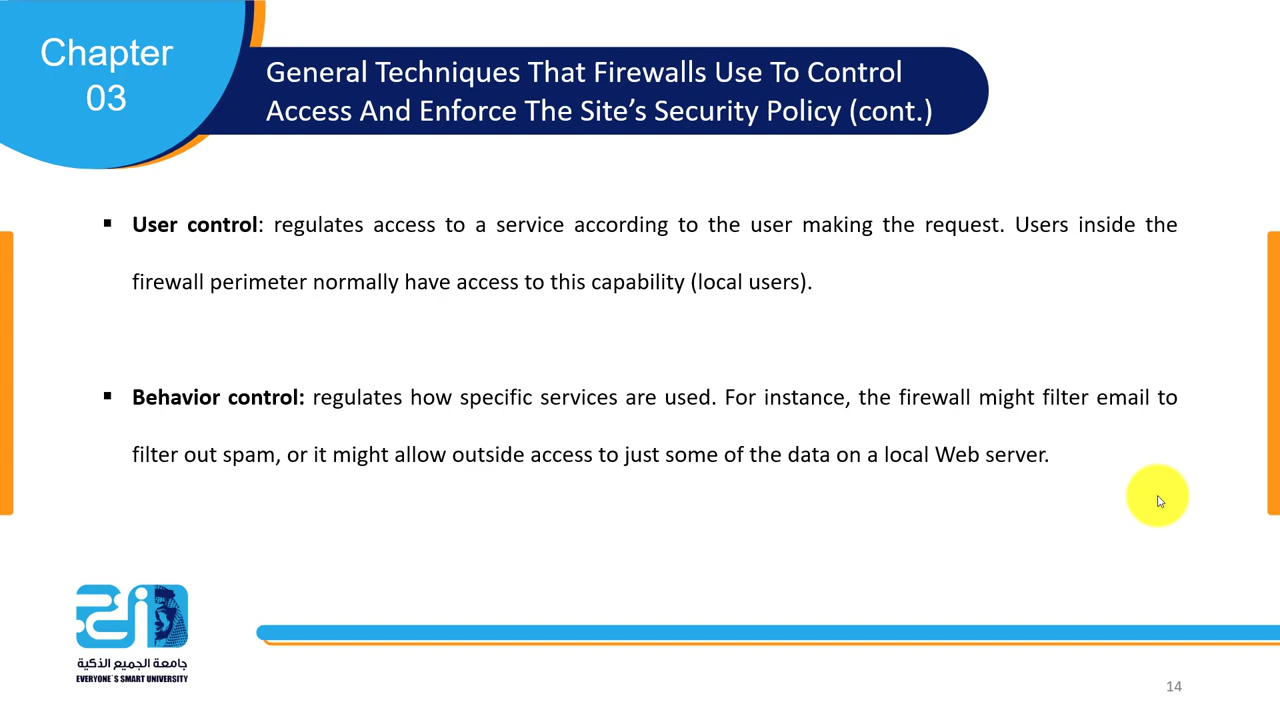 Chapter
03
General Techniques That Firewalls Use To Control
Access And Enforce The Site’s Security Policy (cont.)
▪ User control: regulates access to a service according to the user making the request. Users inside the
firewall perimeter normally have access to this capability (local users).
▪ Behavior control: regulates how specific services are used. For instance, the firewall might filter email to
filter out spam, or it might allow outside access to just some of the data on a local Web server.
جامعة الجميع الذكية
EVERYONE`S SMART UNIVERSITY
14